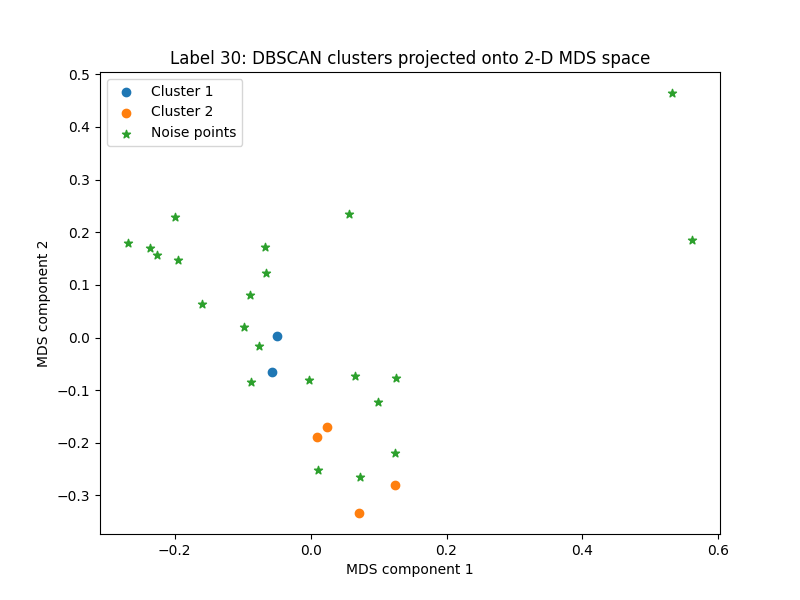 Label 30: DBSCAN clusters projected onto 2-D MDS space
Cluster 1
Cluster 2
Noise points
0.5
0.4
0.3
0.2
0.1
0.0
−0.1
−0.2
−0.3
MDS component 2
−0.2
0.0
0.2
0.4
0.6
MDS component 1